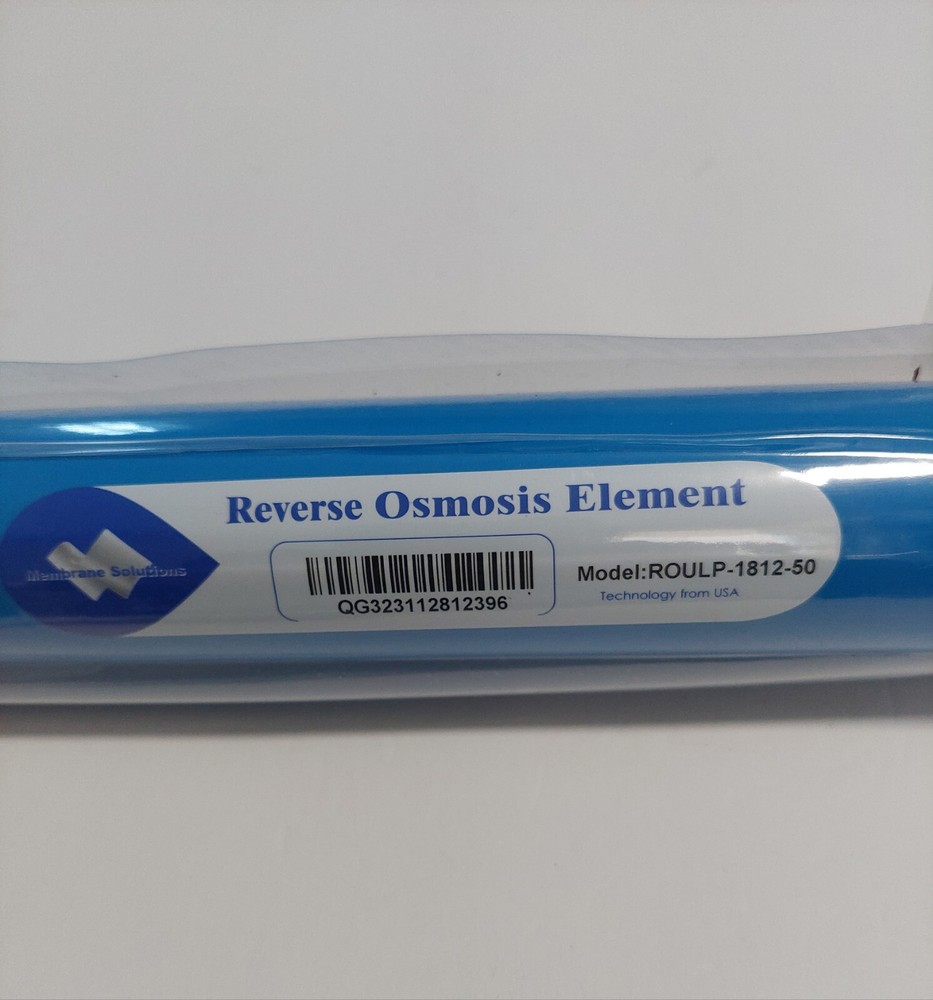 Reverse Osmosis Element
Membrane Solutions
QG323112812396
Model:ROULP-1812-50
Technology from USA